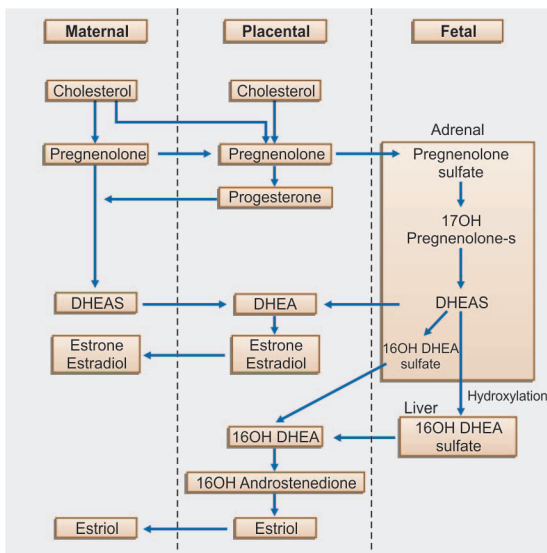 Maternal
Placental
Fetal
Cholesterol
Cholesterol
Adrenal
Pregnenolone
Pregnenolone
Pregnenolone
sulfate
Progesterone
17OH
Pregnenolone-s
DHEAS
DHEA
DHEAS
Estrone
Estradiol
Estrone
Estradiol
16OH DHEA
sulfate
Hydroxylation
Liver
16OH DHEA
16OH DHEA
sulfate
16OH Androstenedione
Estriol
Estriol